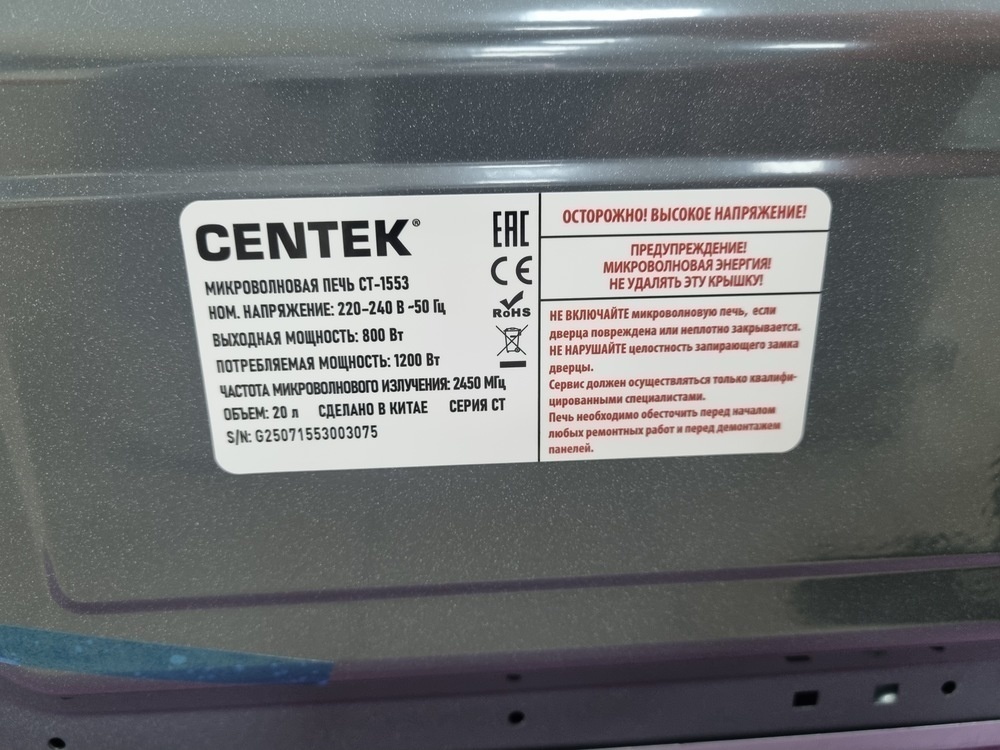 CENTEK®
МИКРОВОЛНОВАЯ ПЕЧЬ CT-1553
НОМ. НАПРЯЖЕНИЕ: 220-240 В ~50 Гц
ВЫХОДНАЯ МОЩНОСТЬ: 800 Вт
ПОТРЕБЛЯЕМАЯ МОЩНОСТЬ: 1200 Вт
ЧАСТОТА МИКРОВОЛНОВОГО ИЗЛУЧЕНИЯ: 2450 МГц
ОБЪЕМ: 20 л СДЕЛАНО В КИТАЕ СЕРИЯ CT
S/N: G25071553003075
EAC
CE
RoHS
ОСТОРОЖНО! ВЫСОКОЕ НАПРЯЖЕНИЕ!
ПРЕДУПРЕЖДЕНИЕ!
МИКРОВОЛНОВАЯ ЭНЕРГИЯ!
НЕ УДАЛЯТЬ ЭТУ КРЫШКУ!
НЕ ВКЛЮЧАЙТЕ микроволновую печь, если
дверца повреждена или неплотно закрывается.
НЕ НАРУШАЙТЕ целостность запирающего замка
дверцы.
Сервис должен осуществляться только квалифи-
цированными специалистами.
Печь необходимо обесточить перед началом
любых ремонтных работ и перед демонтажем
панелей.